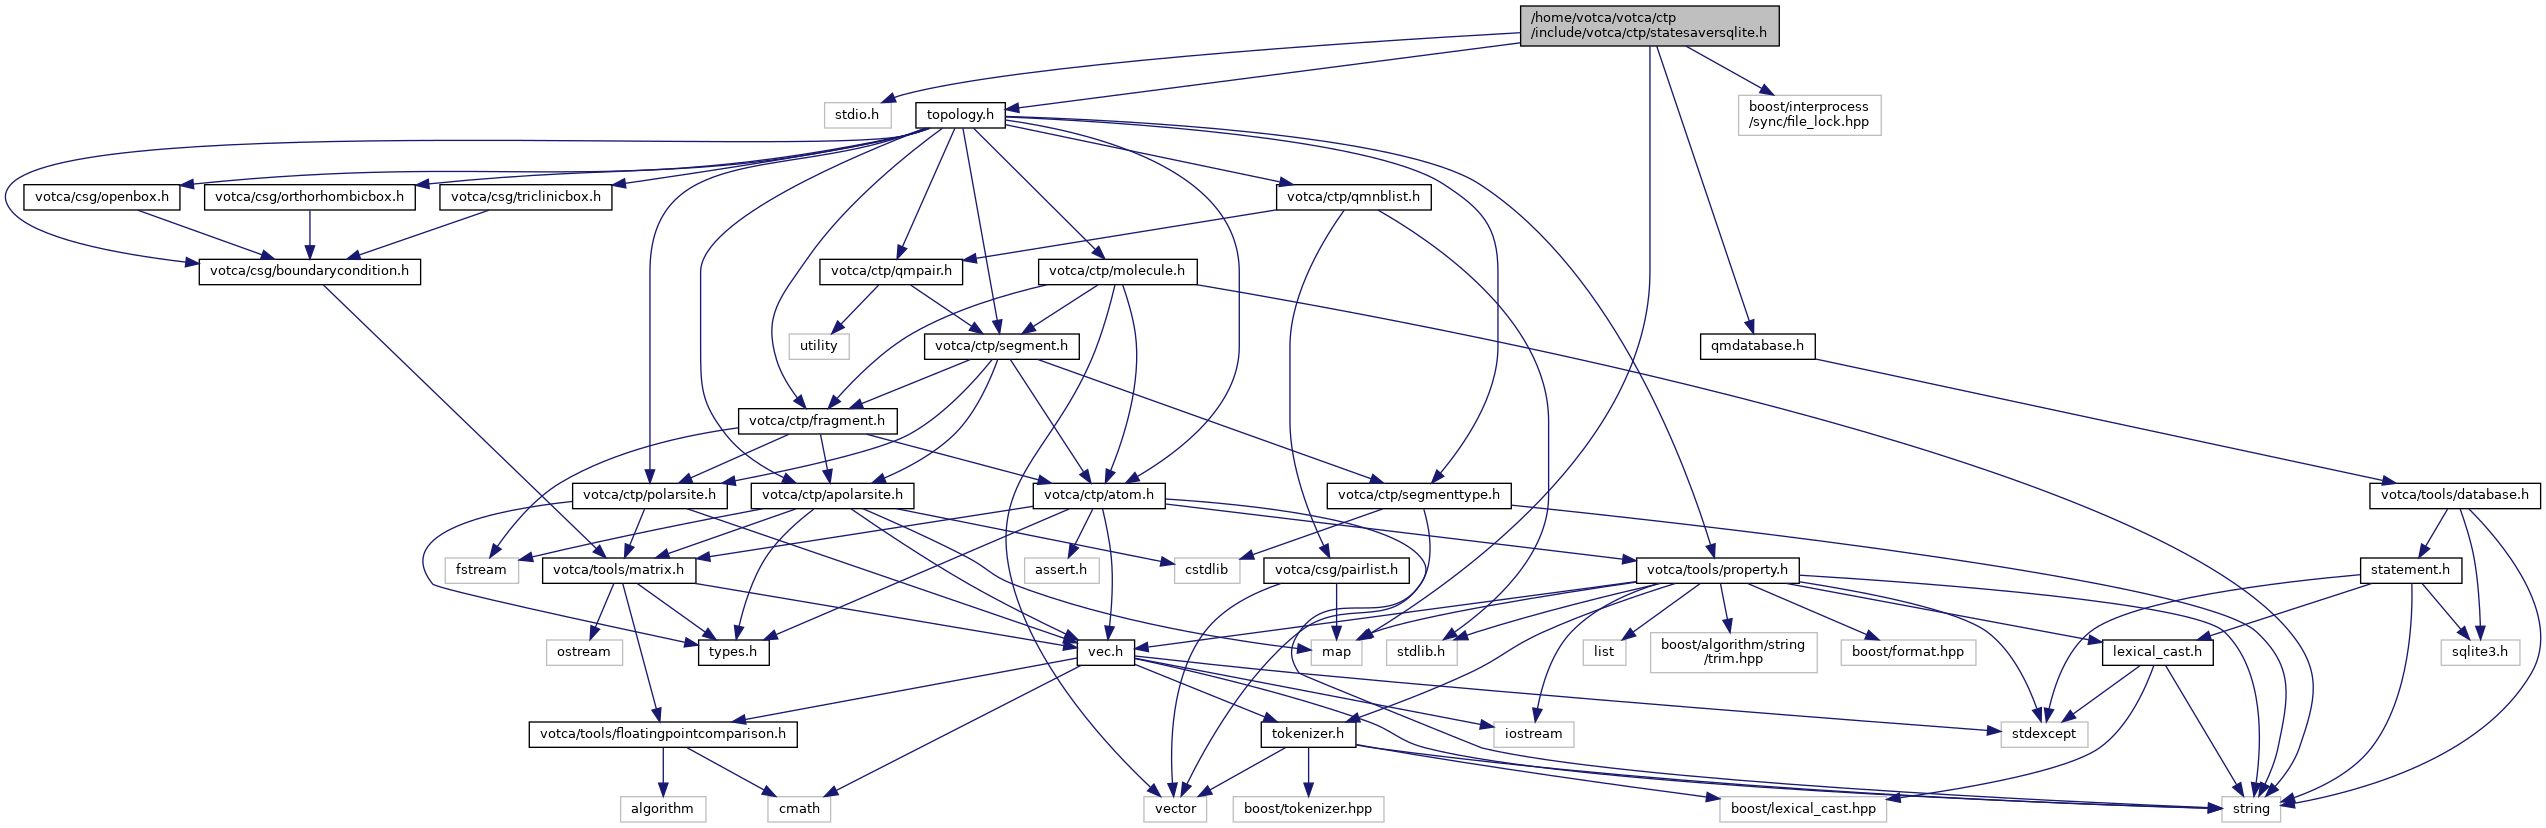 /home/votca/votca/ctp
/include/votca/ctp/statesaversqlite.h
stdio.h
topology.h
boost/interprocess
/sync/file_lock.hpp
votca/csg/openbox.h
votca/csg/orthorhombicbox.h
votca/csg/triclinicbox.h
votca/ctp/qmnblist.h
votca/csg/boundarycondition.h
votca/ctp/qmpair.h
votca/ctp/molecule.h
utility
votca/ctp/segment.h
qmdatabase.h
votca/ctp/fragment.h
votca/ctp/polarsite.h
votca/ctp/apolarsite.h
votca/ctp/atom.h
votca/ctp/segmenttype.h
votca/tools/database.h
fstream
votca/tools/matrix.h
assert.h
cstdlib
votca/csg/pairlist.h
votca/tools/property.h
statement.h
ostream
types.h
vec.h
map
stdlib.h
list
boost/algorithm/string
/trim.hpp
boost/format.hpp
lexical_cast.h
sqlite3.h
votca/tools/floatingpointcomparison.h
tokenizer.h
iostream
stdexcept
algorithm
cmath
vector
boost/tokenizer.hpp
boost/lexical_cast.hpp
string